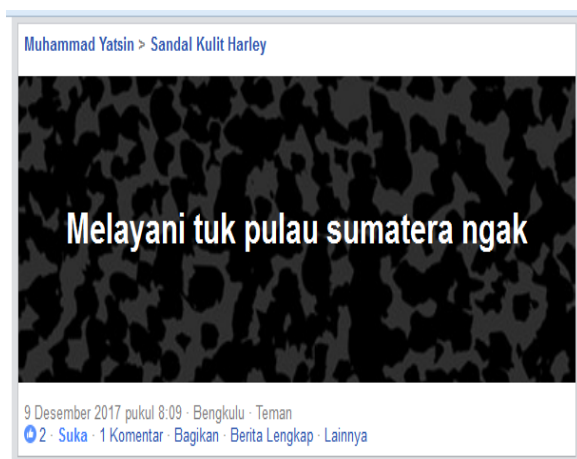 Muhammad Yatsin > Sandal Kulit Harley
Melayani tuk pulau sumatera ngak
9 Desember 2017 pukul 8:09 · Bengkulu · Teman
2 · Suka · 1 Komentar · Bagikan · Berita Lengkap · Lainnya